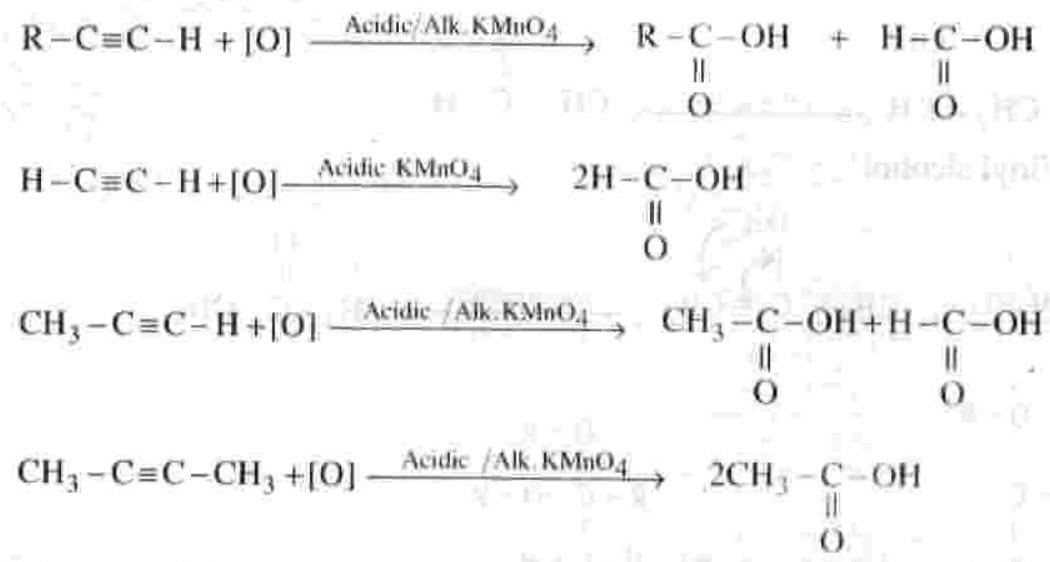 R-C≡C-H + [O] Acidic/Alk. KMnO₄ → R-C-OH + H-C-OH
|| ||
O O
H-C≡C-H+[O] Acidic KMnO₄ → 2H-C-OH
||
O
CH₃-C≡C-H+[O] Acidic /Alk.KMnO₄ → CH₃-C-OH+H-C-OH
|| ||
O O
CH₃-C≡C-CH₃+[O] Acidic /Alk. KMnO₄ → 2CH₃-C-OH
||
O